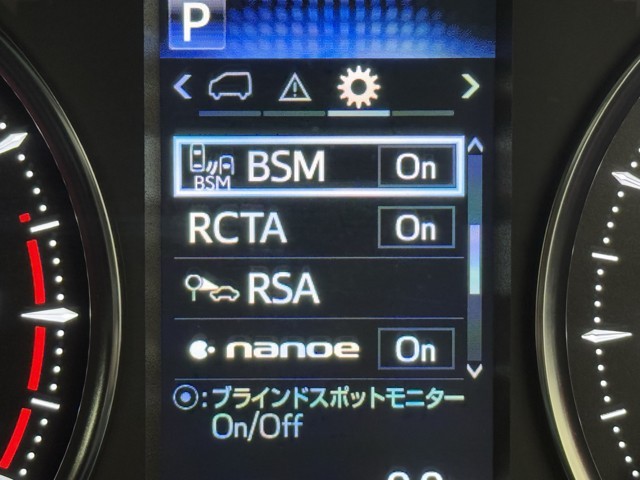 P
BSM BSM On
RCTA On
RSA
nanoe On
:ブラインドスポットモニター
On/Off